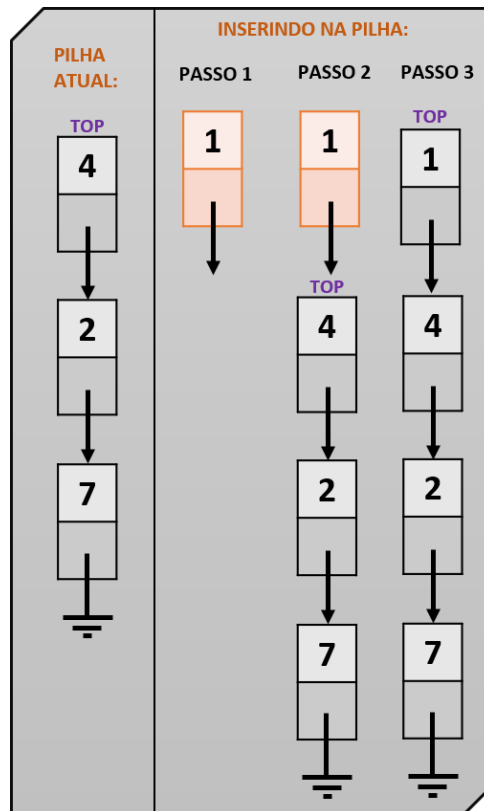 PILHA
ATUAL:
TOP
4
2
7
INSERINDO NA PILHA:
PASSO 1
1
PASSO 2
1
TOP
4
2
7
PASSO 3
TOP
1
4
2
7